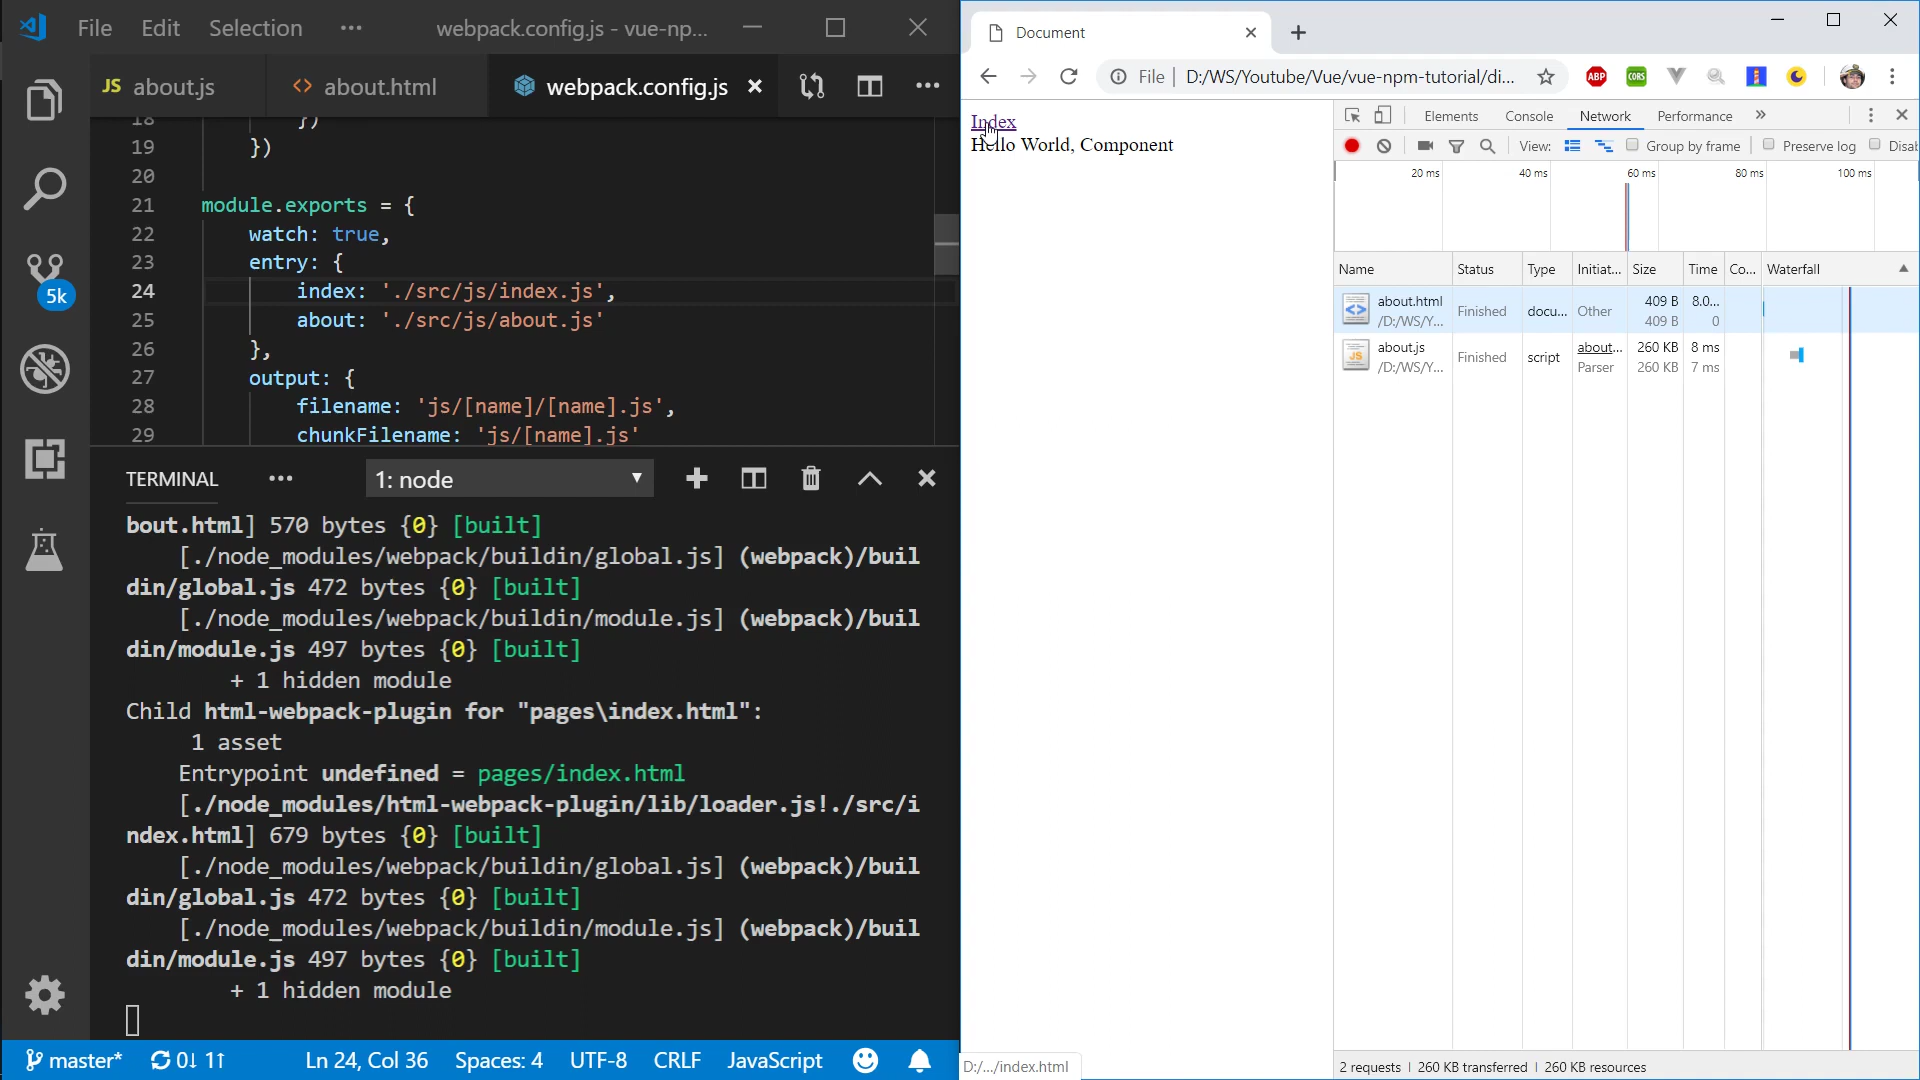 File Edit Selection ··· webpack.config.js - vue-np...
JS about.js <> about.html webpack.config.js
18 })
19 })
20
21 module.exports = {
22 watch: true,
23 entry: {
24 index: './src/js/index.js',
25 about: './src/js/about.js'
26 },
27 output: {
28 filename: 'js/[name]/[name].js',
29 chunkFilename: 'js/[name].js'
5k
TERMINAL ··· 1: node
bout.html] 570 bytes {0} [built]
[./node_modules/webpack/buildin/global.js] (webpack)/buil
din/global.js 472 bytes {0} [built]
[./node_modules/webpack/buildin/module.js] (webpack)/buil
din/module.js 497 bytes {0} [built]
+ 1 hidden module
Child html-webpack-plugin for "pages\index.html":
1 asset
Entrypoint undefined = pages/index.html
[./node_modules/html-webpack-plugin/lib/loader.js!./src/i
ndex.html] 679 bytes {0} [built]
[./node_modules/webpack/buildin/global.js] (webpack)/buil
din/global.js 472 bytes {0} [built]
[./node_modules/webpack/buildin/module.js] (webpack)/buil
din/module.js 497 bytes {0} [built]
+ 1 hidden module
master* 0↓ 1↑ Ln 24, Col 36 Spaces: 4 UTF-8 CRLF JavaScript
Document
File | D:/WS/Youtube/Vue/vue-npm-tutorial/di... ABP CORS
Index
Hello World, Component
D:/.../index.html
Elements Console Network Performance »
View: Group by frame Preserve log Disab
20 ms 40 ms 60 ms 80 ms 100 ms
Name Status Type Initiat... Size Time Co... Waterfall
about.html Finished docu... Other 409 B 8.0...
/D:/WS/Y... 409 B 0
JS about.js Finished script about... 260 KB 8 ms
/D:/WS/Y... Parser 260 KB 7 ms
2 requests | 260 KB transferred | 260 KB resources